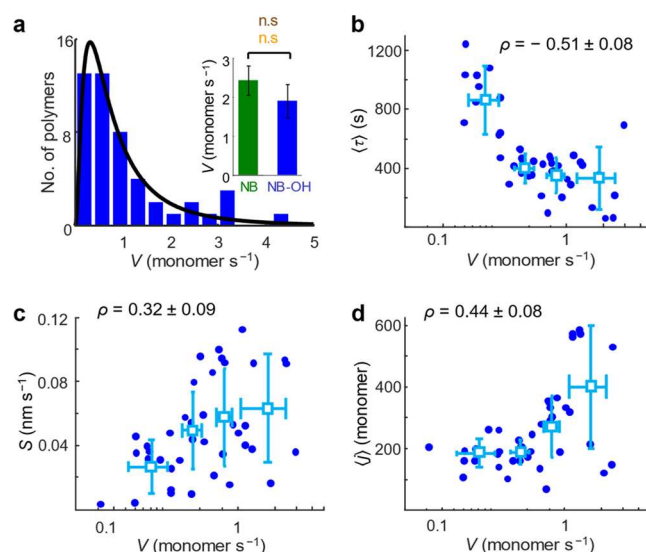 a
n.s
n.s
16
8
0
No. of polymers
1
2
3
4
5
V (monomer s⁻¹)
3
2
1
0
V (monomer s⁻¹)
NB
NB-OH
b
ρ = − 0.51 ± 0.08
1200
800
400
⟨τ⟩ (s)
0.1
1
V (monomer s⁻¹)
c
ρ = 0.32 ± 0.09
0.12
0.08
0.04
S (nm s⁻¹)
0.1
1
V (monomer s⁻¹)
d
ρ = 0.44 ± 0.08
600
400
200
⟨j⟩ (monomer)
0.1
1
V (monomer s⁻¹)